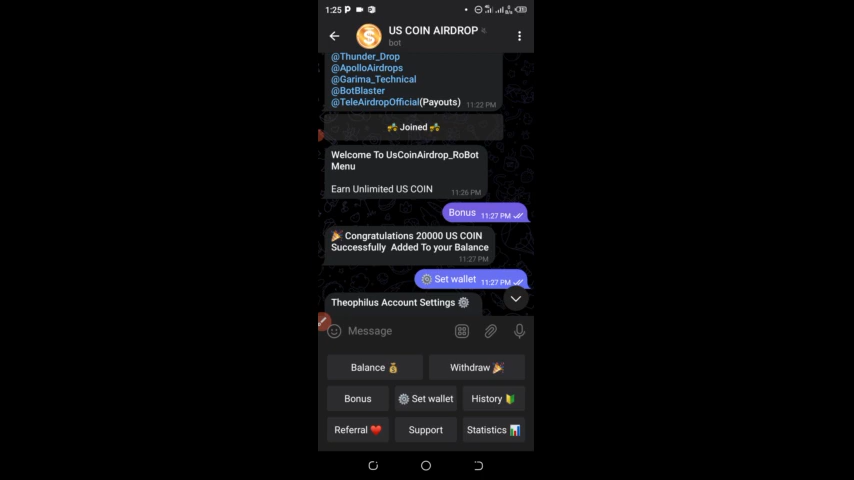 1:25 P
US COIN AIRDROP
bot
@Thunder_Drop
@ApolloAirdrops
@Garima_Technical
@BotBlaster
@TeleAirdropOfficial(Payouts) 11:22 PM
Joined
Welcome To UsCoinAirdrop_RoBot
Menu
Earn Unlimited US COIN 11:26 PM
Bonus 11:27 PM
🎉 Congratulations 20000 US COIN
Successfully Added To your Balance
11:27 PM
⚙️ Set wallet 11:27 PM
Theophilus Account Settings ⚙️
Message
Balance 💰 Withdraw 🎉
Bonus ⚙️ Set wallet History 🔰
Referral ❤️ Support Statistics 📊